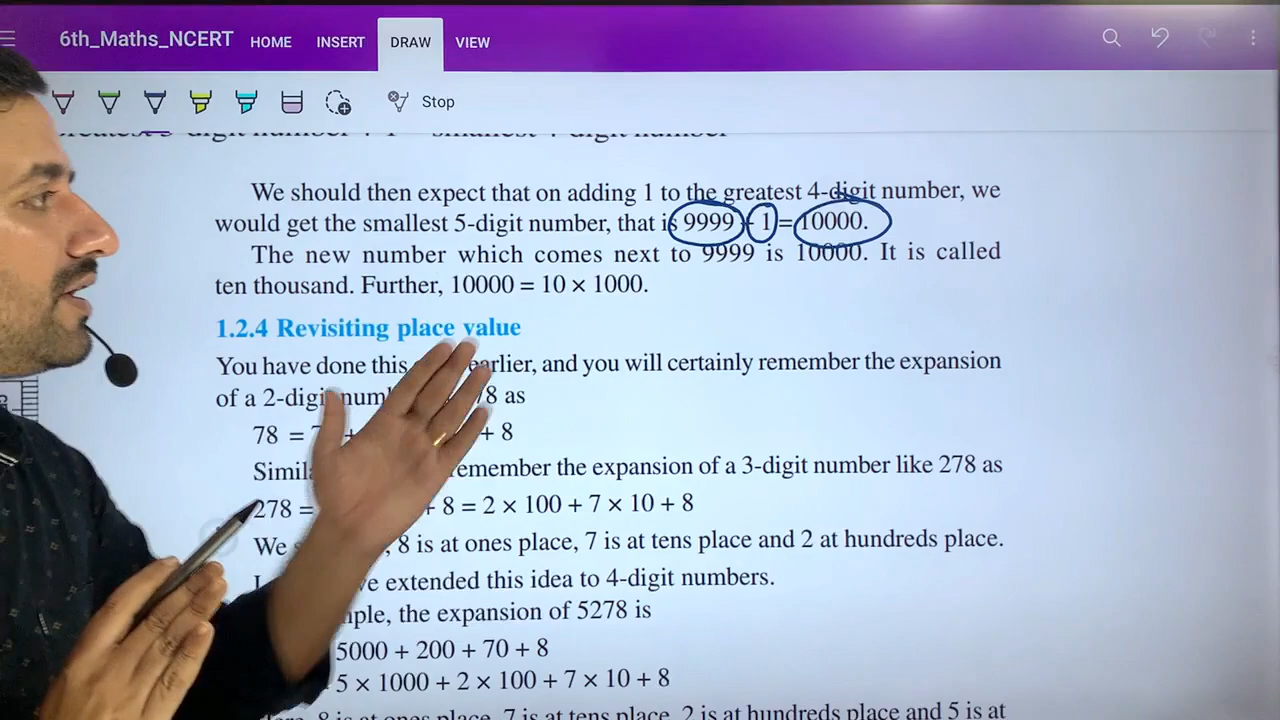 6th_Maths_NCERT HOME INSERT DRAW VIEW
Stop
digit number smallest digit number
We should then expect that on adding 1 to the greatest 4-digit number, we
would get the smallest 5-digit number, that is 9999 + 1 = 10000.
The new number which comes next to 9999 is 10000. It is called
ten thousand. Further, 10000 = 10 × 1000.
1.2.4 Revisiting place value
You have done this earlier, and you will certainly remember the expansion
of a 2-digit 78 as
78 = + 8
remember the expansion of a 3-digit number like 278 as
278 = + 8 = 2 × 100 + 7 × 10 + 8
We 8 is at ones place, 7 is at tens place and 2 at hundreds place.
extended this idea to 4-digit numbers.
the expansion of 5278 is
5000 + 200 + 70 + 8
5 × 1000 + 2 × 100 + 7 × 10 + 8
8 is at ones place, 7 is at tens place, 2 is at hundreds place and 5 is at